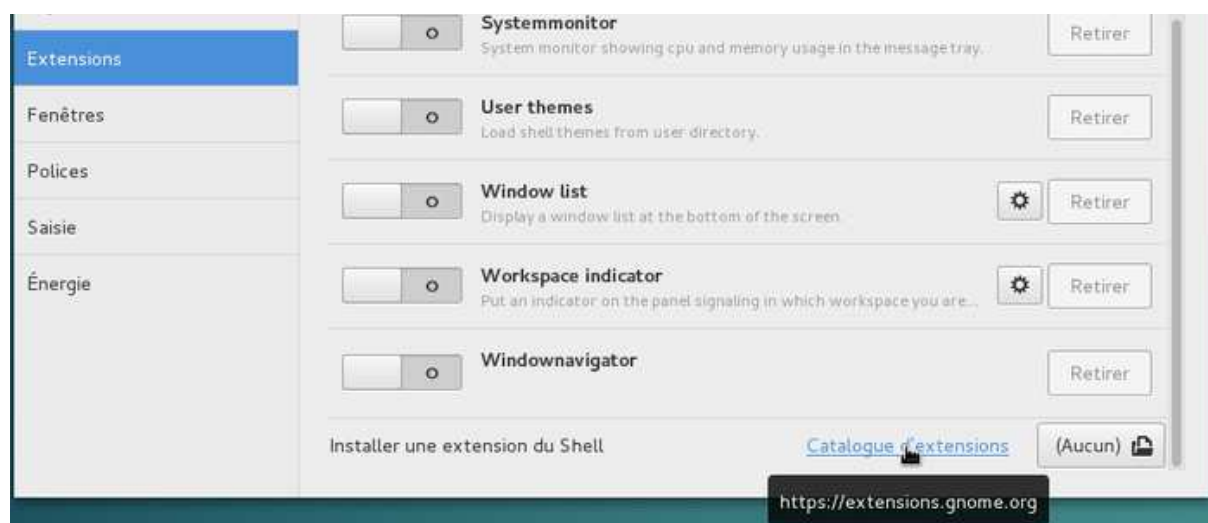 Extensions
Fenêtres
Polices
Saisie
Énergie
Systemmonitor
System monitor showing cpu and memory usage in the message tray.
Retirer
User themes
Load shell themes from user directory.
Retirer
Window list
Display a window list at the bottom of the screen
Retirer
Workspace indicator
Put an indicator on the panel signaling in which workspace you are...
Retirer
Windownavigator
Retirer
Installer une extension du Shell
Catalogue d'extensions
(Aucun)
https://extensions.gnome.org